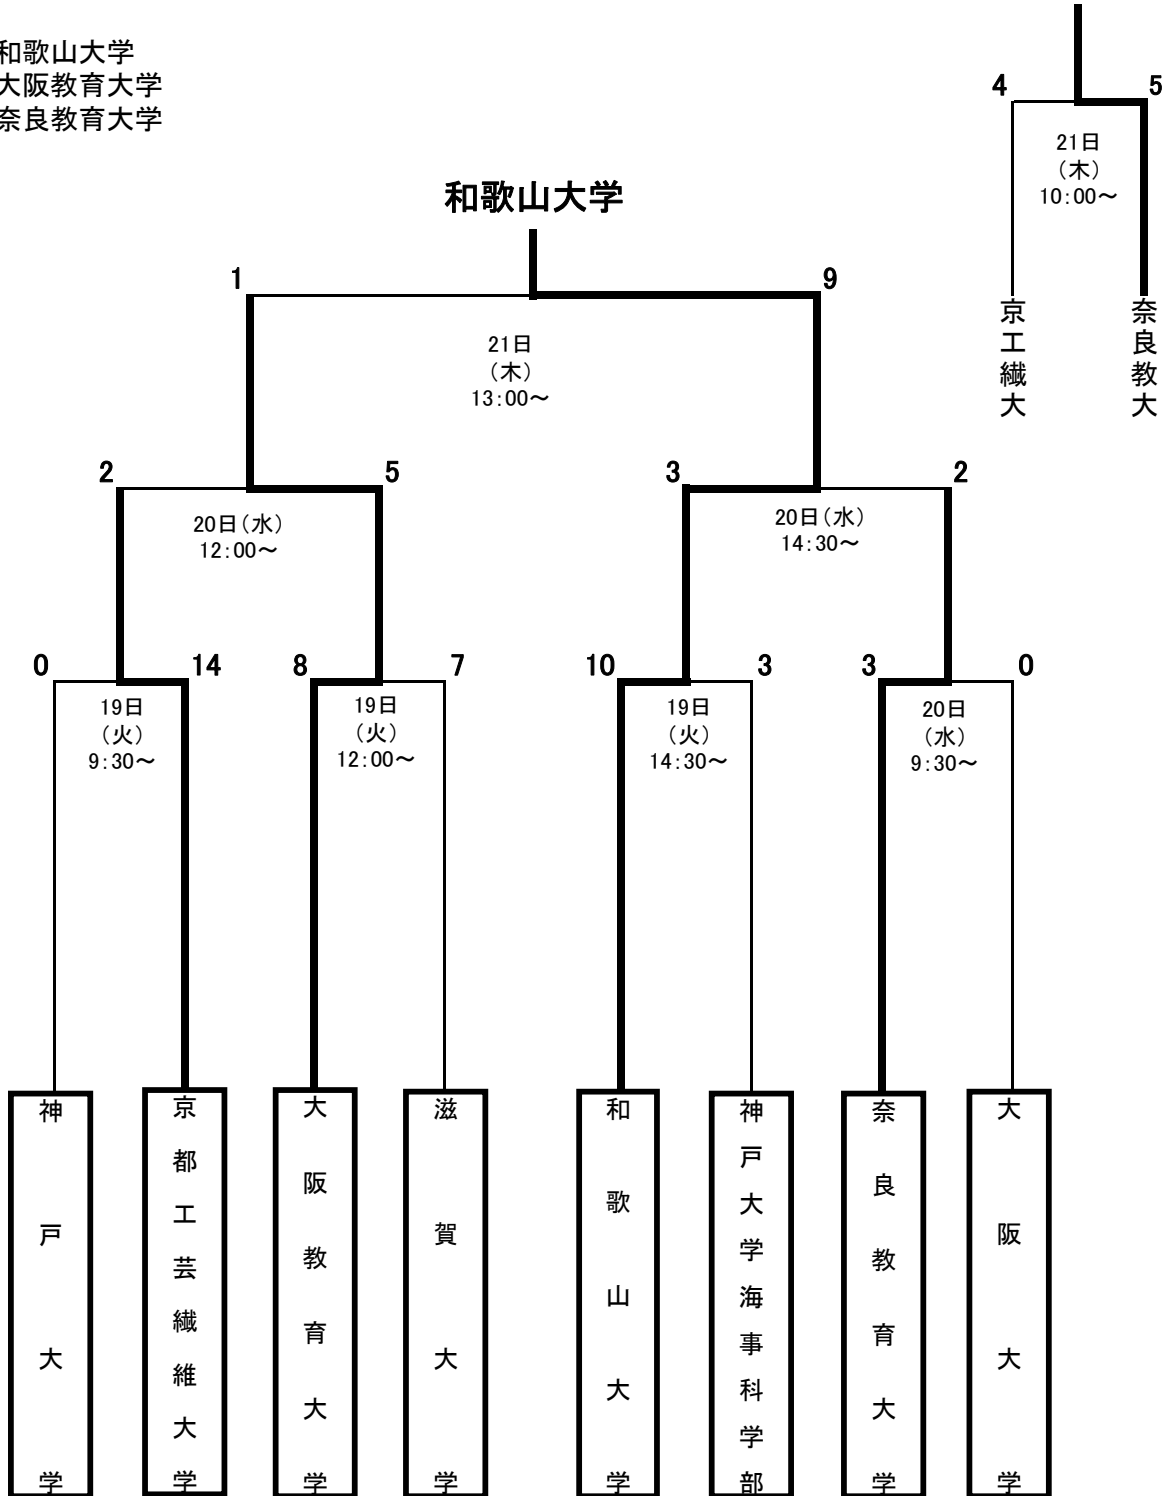 和歌山大学
大阪教育大学
奈良教育大学
4
5
21日
(木)
10:00～
京工繊大
奈良教大
和歌山大学
1
9
21日
(木)
13:00～
2
5
3
2
20日(水)
12:00～
20日(水)
14:30～
0
14
8
7
10
3
3
0
19日
(火)
9:30～
19日
(火)
12:00～
19日
(火)
14:30～
20日
(水)
9:30～
神戸大学
京都工芸繊維大学
大阪教育大学
滋賀大学
和歌山大学
神戸大学海事科学部
奈良教育大学
大阪大学